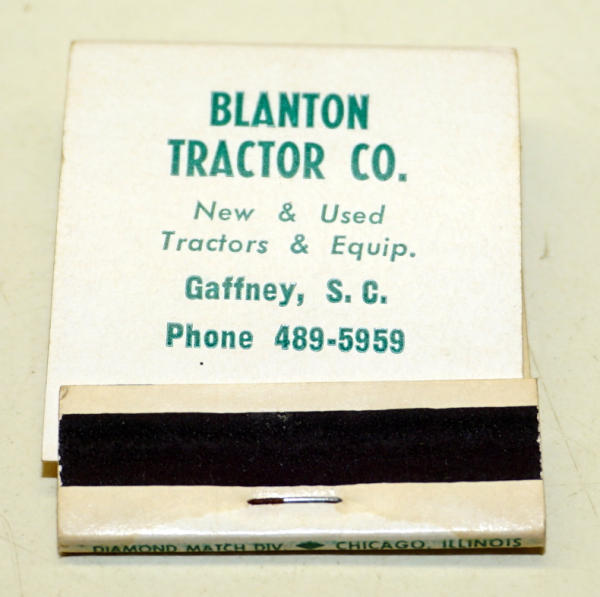 BLANTON
TRACTOR CO.
New & Used
Tractors & Equip.
Gaffney, S. C.
Phone 489-5959
DIAMOND MATCH DIV. ◆ CHICAGO, ILLINOIS